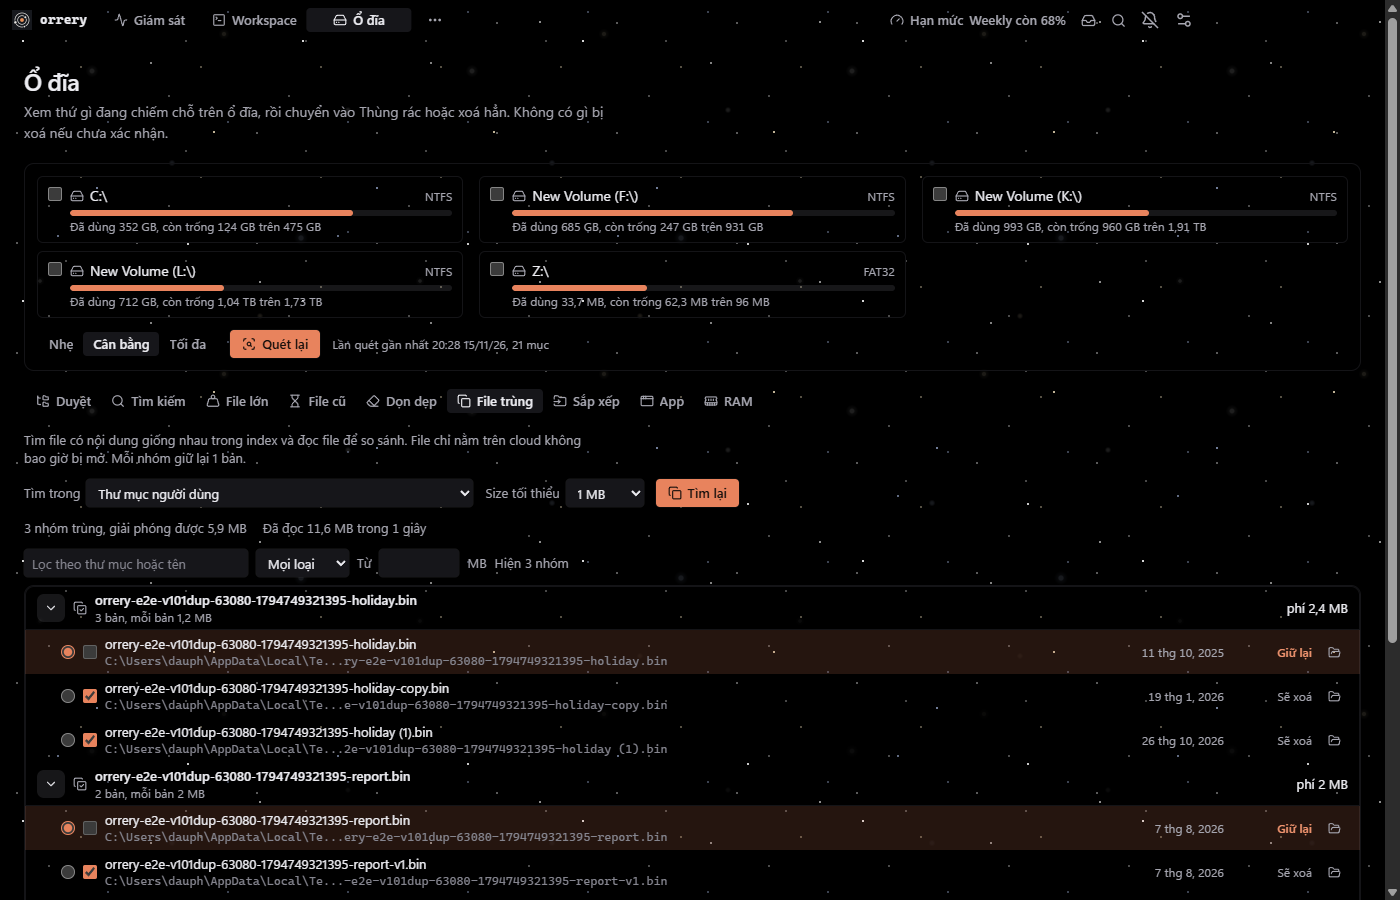 orrery Giám sát Workspace Ổ đĩa Hạn mức Weekly còn 68%
Ổ đĩa
Xem thứ gì đang chiếm chỗ trên ổ đĩa, rồi chuyển vào Thùng rác hoặc xoá hẳn. Không có gì bị
xoá nếu chưa xác nhận.
C:\ NTFS
Đã dùng 352 GB, còn trống 124 GB trên 475 GB
New Volume (F:\) NTFS
Đã dùng 685 GB, còn trống 247 GB trên 931 GB
New Volume (K:\) NTFS
Đã dùng 993 GB, còn trống 960 GB trên 1,91 TB
New Volume (L:\) NTFS
Đã dùng 712 GB, còn trống 1,04 TB trên 1,73 TB
Z:\ FAT32
Đã dùng 33,7 MB, còn trống 62,3 MB trên 96 MB
Nhẹ Cân bằng Tối đa Quét lại Lần quét gần nhất 20:28 15/11/26, 21 mục
Duyệt Tìm kiếm File lớn File cũ Dọn dẹp File trùng Sắp xếp App RAM
Tìm file có nội dung giống nhau trong index và đọc file để so sánh. File chỉ nằm trên cloud không
bao giờ bị mở. Mỗi nhóm giữ lại 1 bản.
Tìm trong Thư mục người dùng Size tối thiểu 1 MB Tìm lại
3 nhóm trùng, giải phóng được 5,9 MB Đã đọc 11,6 MB trong 1 giây
Lọc theo thư mục hoặc tên Mọi loại Từ MB Hiện 3 nhóm
orrery-e2e-v101dup-63080-1794749321395-holiday.bin
3 bản, mỗi bản 1,2 MB phí 2,4 MB
orrery-e2e-v101dup-63080-1794749321395-holiday.bin
C:\Users\dauph\AppData\Local\Te...ry-e2e-v101dup-63080-1794749321395-holiday.bin 11 thg 10, 2025 Giữ lại
orrery-e2e-v101dup-63080-1794749321395-holiday-copy.bin
C:\Users\dauph\AppData\Local\Te...e-v101dup-63080-1794749321395-holiday-copy.bin 19 thg 1, 2026 Sẽ xoá
orrery-e2e-v101dup-63080-1794749321395-holiday (1).bin
C:\Users\dauph\AppData\Local\Te...2e-v101dup-63080-1794749321395-holiday (1).bin 26 thg 10, 2026 Sẽ xoá
orrery-e2e-v101dup-63080-1794749321395-report.bin
2 bản, mỗi bản 2 MB phí 2 MB
orrery-e2e-v101dup-63080-1794749321395-report.bin
C:\Users\dauph\AppData\Local\Te...ery-e2e-v101dup-63080-1794749321395-report.bin 7 thg 8, 2026 Giữ lại
orrery-e2e-v101dup-63080-1794749321395-report-v1.bin
C:\Users\dauph\AppData\Local\Te...-e2e-v101dup-63080-1794749321395-report-v1.bin 7 thg 8, 2026 Sẽ xoá